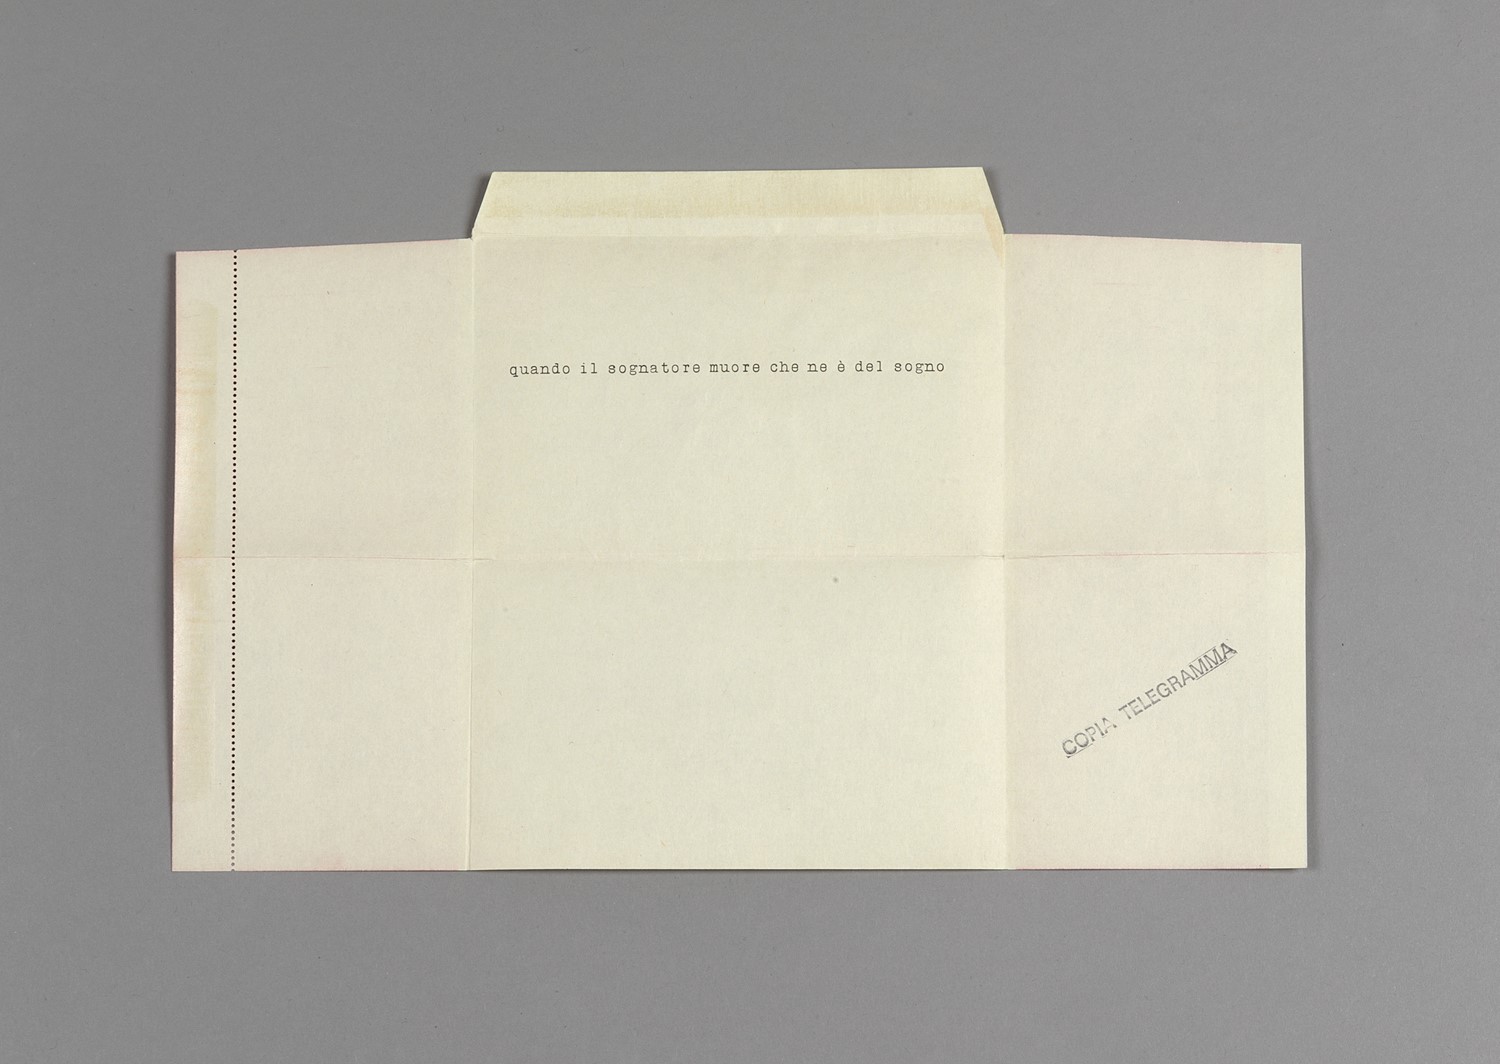 quando il sognatore muore che ne è del sogno
COPIA TELEGRAMMA